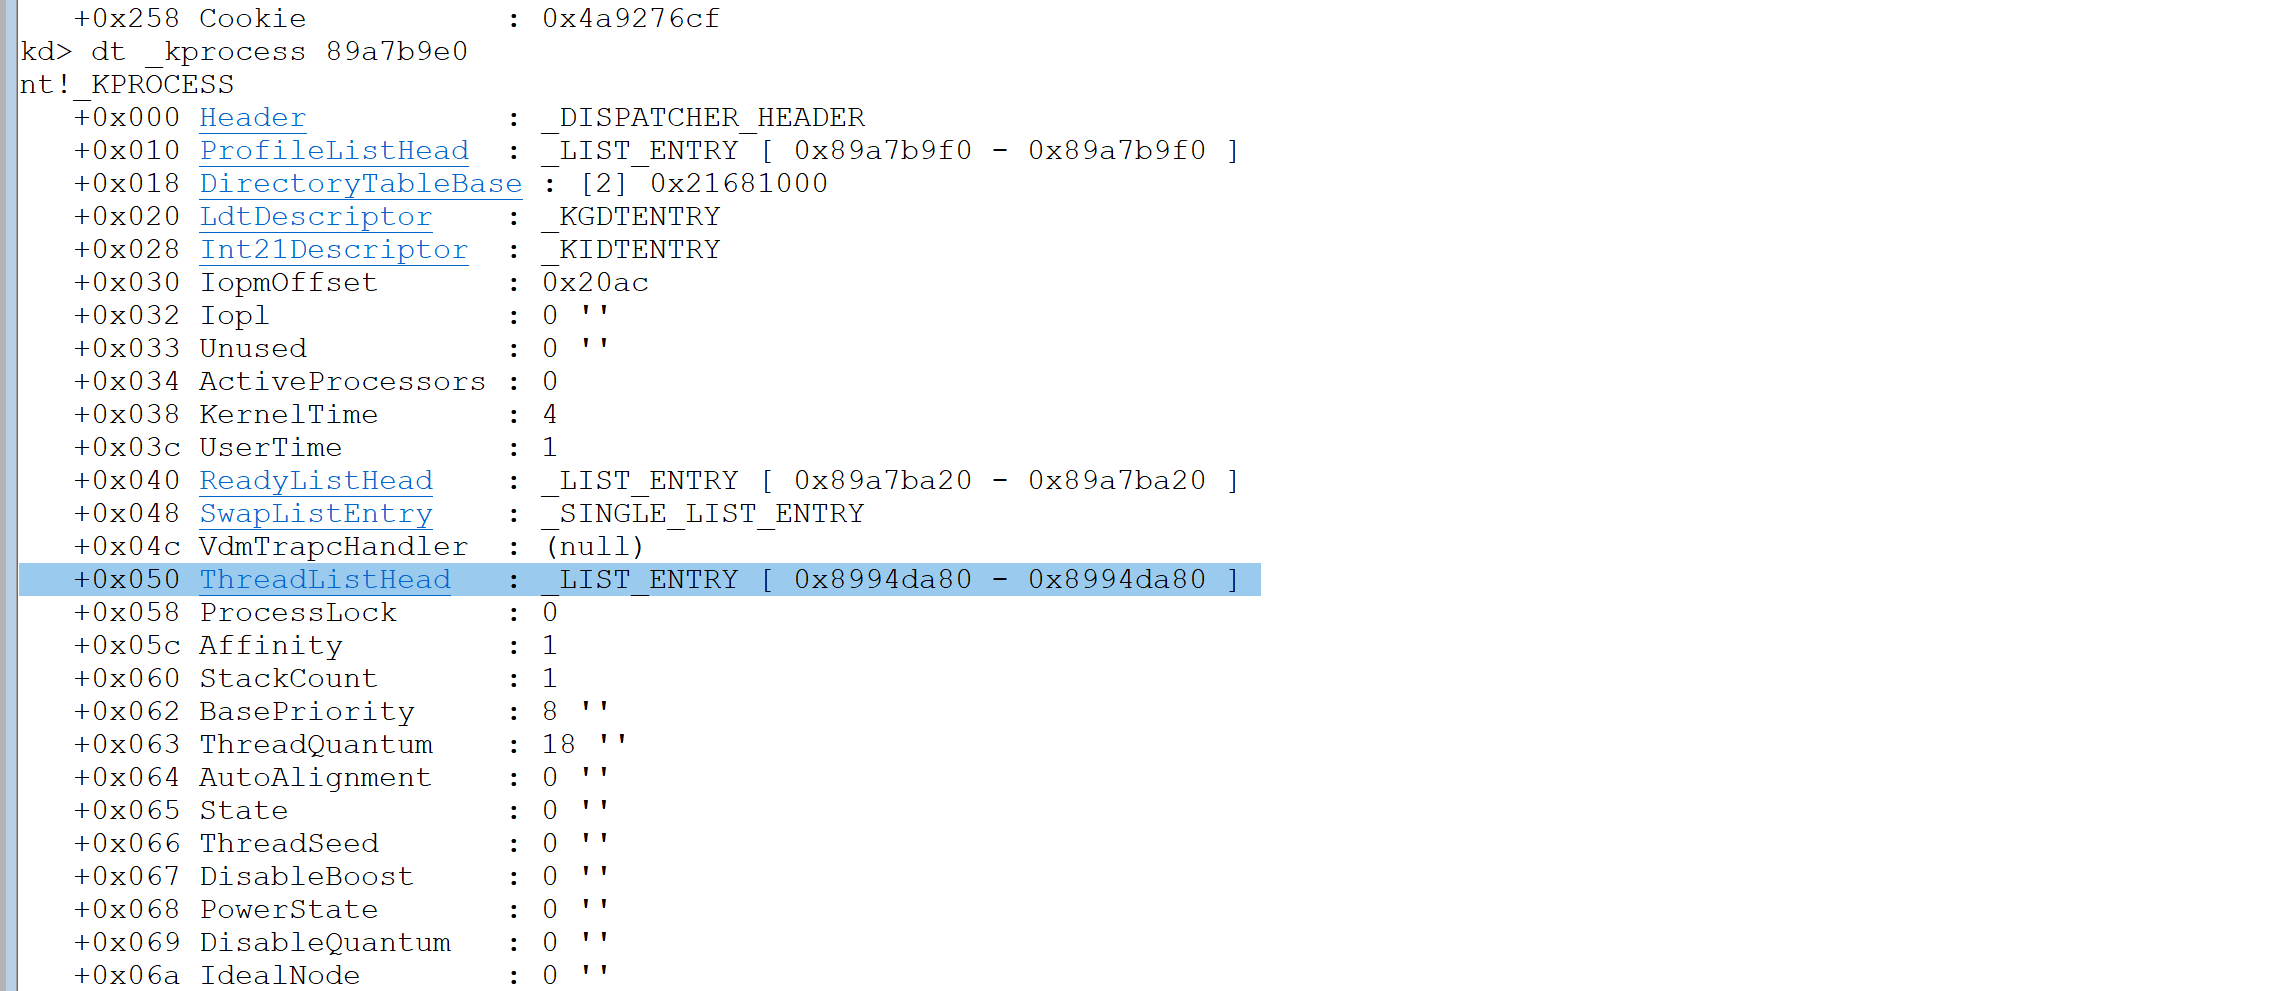 +0x258 Cookie : 0x4a9276cf
kd> dt _kprocess 89a7b9e0
nt!_KPROCESS
+0x000 Header : _DISPATCHER_HEADER
+0x010 ProfileListHead : _LIST_ENTRY [ 0x89a7b9f0 - 0x89a7b9f0 ]
+0x018 DirectoryTableBase : [2] 0x21681000
+0x020 LdtDescriptor : _KGDTENTRY
+0x028 Int21Descriptor : _KIDTENTRY
+0x030 IopmOffset : 0x20ac
+0x032 Iopl : 0 ''
+0x033 Unused : 0 ''
+0x034 ActiveProcessors : 0
+0x038 KernelTime : 4
+0x03c UserTime : 1
+0x040 ReadyListHead : _LIST_ENTRY [ 0x89a7ba20 - 0x89a7ba20 ]
+0x048 SwapListEntry : _SINGLE_LIST_ENTRY
+0x04c VdmTrapcHandler : (null)
+0x050 ThreadListHead : _LIST_ENTRY [ 0x8994da80 - 0x8994da80 ]
+0x058 ProcessLock : 0
+0x05c Affinity : 1
+0x060 StackCount : 1
+0x062 BasePriority : 8 ''
+0x063 ThreadQuantum : 18 ''
+0x064 AutoAlignment : 0 ''
+0x065 State : 0 ''
+0x066 ThreadSeed : 0 ''
+0x067 DisableBoost : 0 ''
+0x068 PowerState : 0 ''
+0x069 DisableQuantum : 0 ''
+0x06a IdealNode : 0 ''